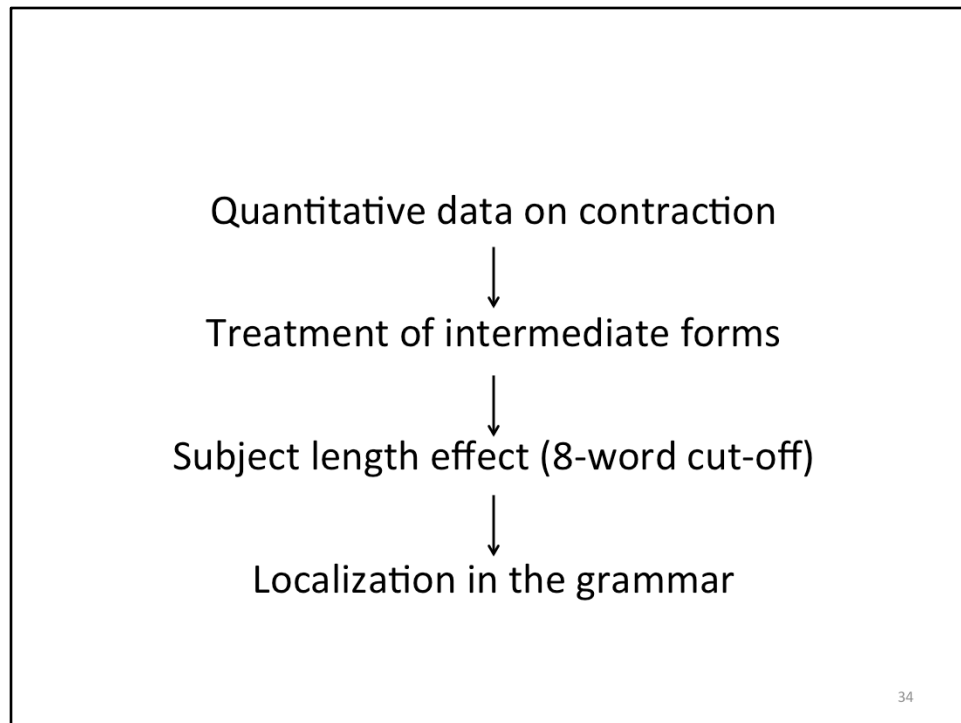 Quantitative data on contraction
Treatment of intermediate forms
Subject length effect (8-word cut-off)
Localization in the grammar
34